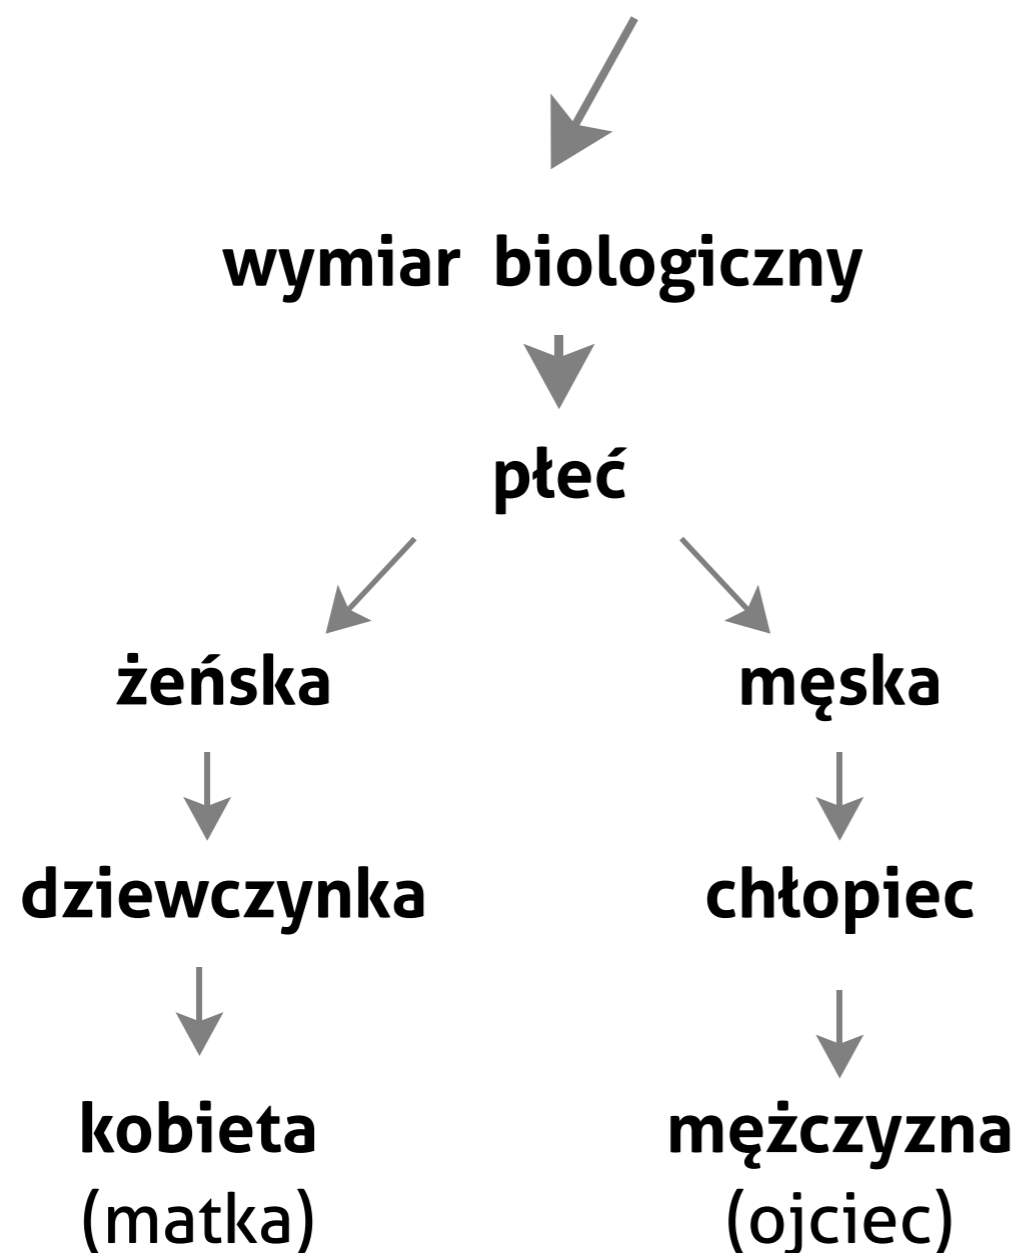 wymiar biologiczny
płeć
żeńska męska
dziewczynka chłopiec
kobieta mężczyzna
(matka) (ojciec)